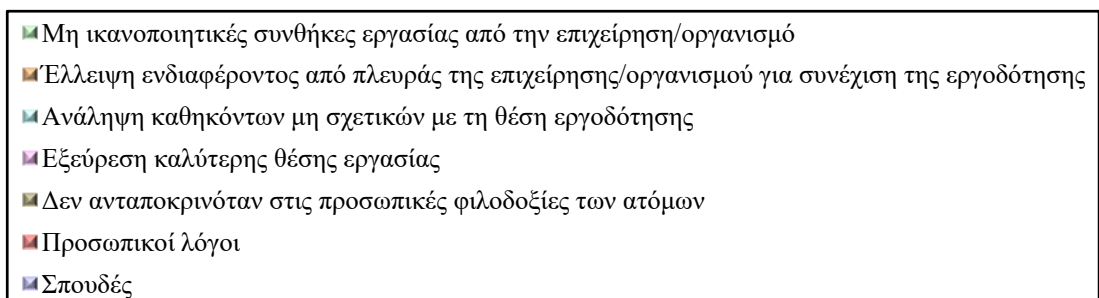 Μη ικανοποιητικές συνθήκες εργασίας από την επιχείρηση/οργανισμό
Έλλειψη ενδιαφέροντος από πλευράς της επιχείρησης/οργανισμού για συνέχιση της εργοδότησης
Ανάληψη καθηκόντων μη σχετικών με τη θέση εργοδότησης
Εξεύρεση καλύτερης θέσης εργασίας
Δεν ανταποκρινόταν στις προσωπικές φιλοδοξίες των ατόμων
Προσωπικοί λόγοι
Σπουδές